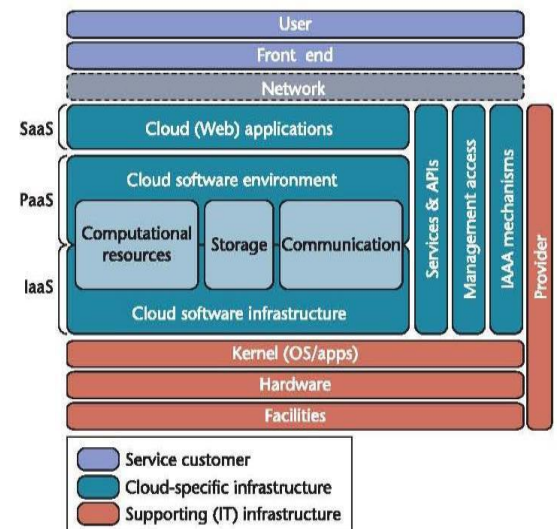 User
Front end
Network
SaaS
Cloud (Web) applications
PaaS
Cloud software environment
Computational
resources
Storage
Communication
IaaS
Cloud software infrastructure
Services & APIs
Management access
IAAA mechanisms
Provider
Kernel (OS/apps)
Hardware
Facilities
Service customer
Cloud-specific infrastructure
Supporting (IT) infrastructure